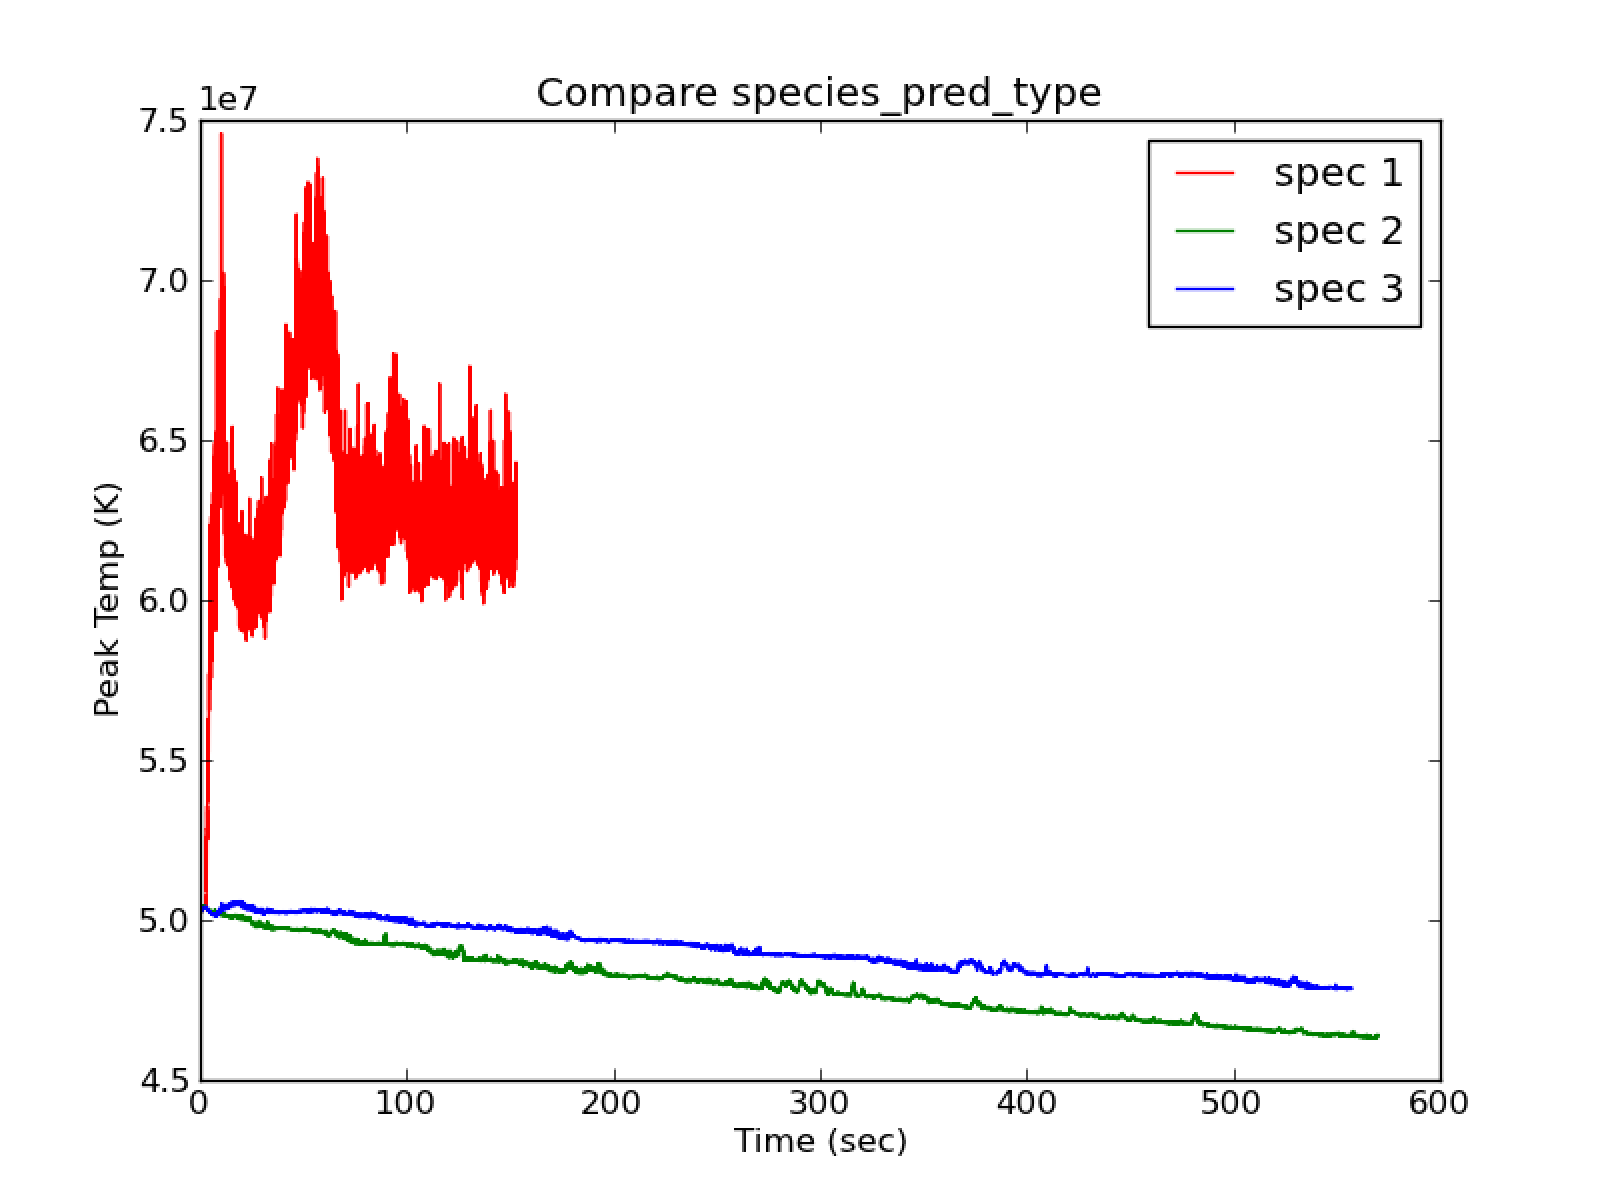 Compare species_pred_type
1e7
7.5
7.0
6.5
6.0
5.5
5.0
4.5
Peak Temp (K)
spec 1
spec 2
spec 3
0 100 200 300 400 500 600
Time (sec)